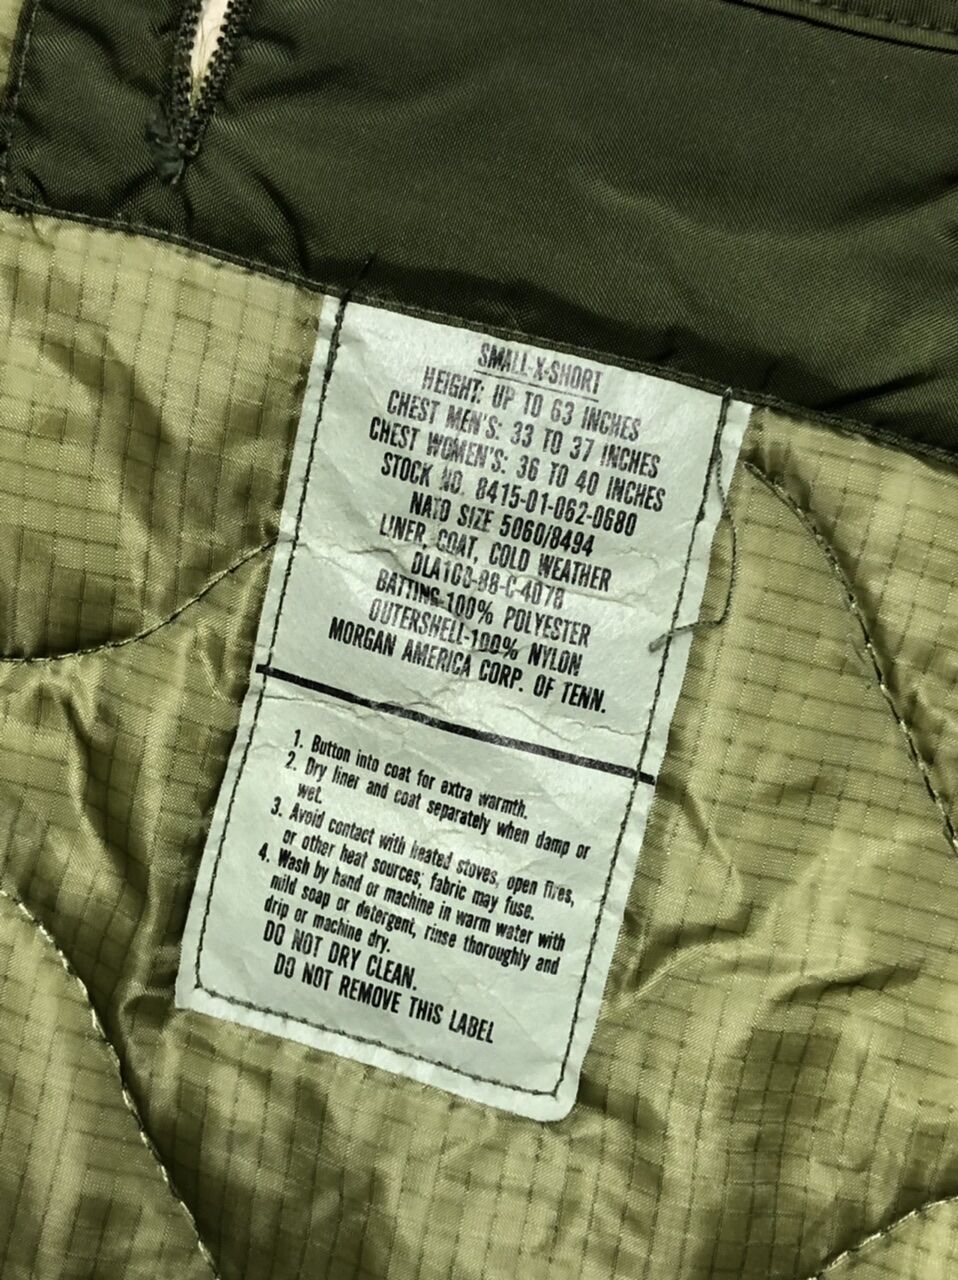 SMALL-X-SHORT
HEIGHT: UP TO 63 INCHES
CHEST MEN'S: 33 TO 37 INCHES
CHEST WOMEN'S: 36 TO 40 INCHES
STOCK NO. 8415-01-062-0680
NATO SIZE 5060/8494
LINER, COAT, COLD WEATHER
DLA100-88-C-4078
BATTING-100% POLYESTER
OUTERSHELL-100% NYLON
MORGAN AMERICA CORP. OF TENN.
1. Button into coat for extra warmth.
2. Dry liner and coat separately when damp or
wet.
3. Avoid contact with heated stoves, open fires,
or other heat sources; fabric may fuse.
4. Wash by hand or machine in warm water with
mild soap or detergent, rinse thoroughly and
drip or machine dry.
DO NOT DRY CLEAN.
DO NOT REMOVE THIS LABEL